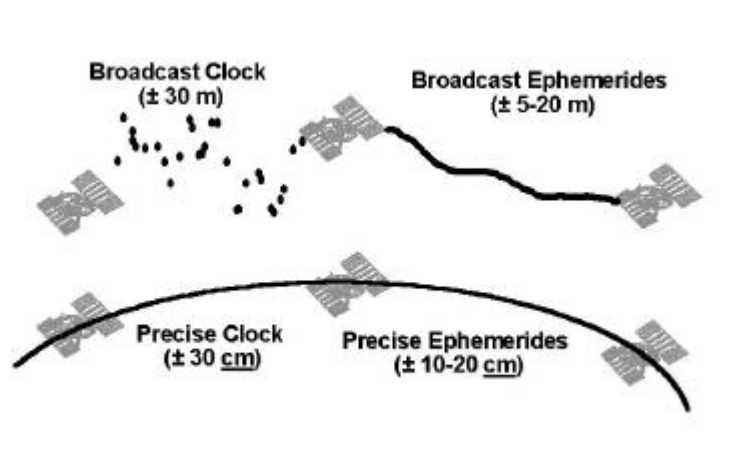 Broadcast Clock
(± 30 m)
Broadcast Ephemerides
(± 5-20 m)
Precise Clock
(± 30 cm)
Precise Ephemerides
(± 10-20 cm)